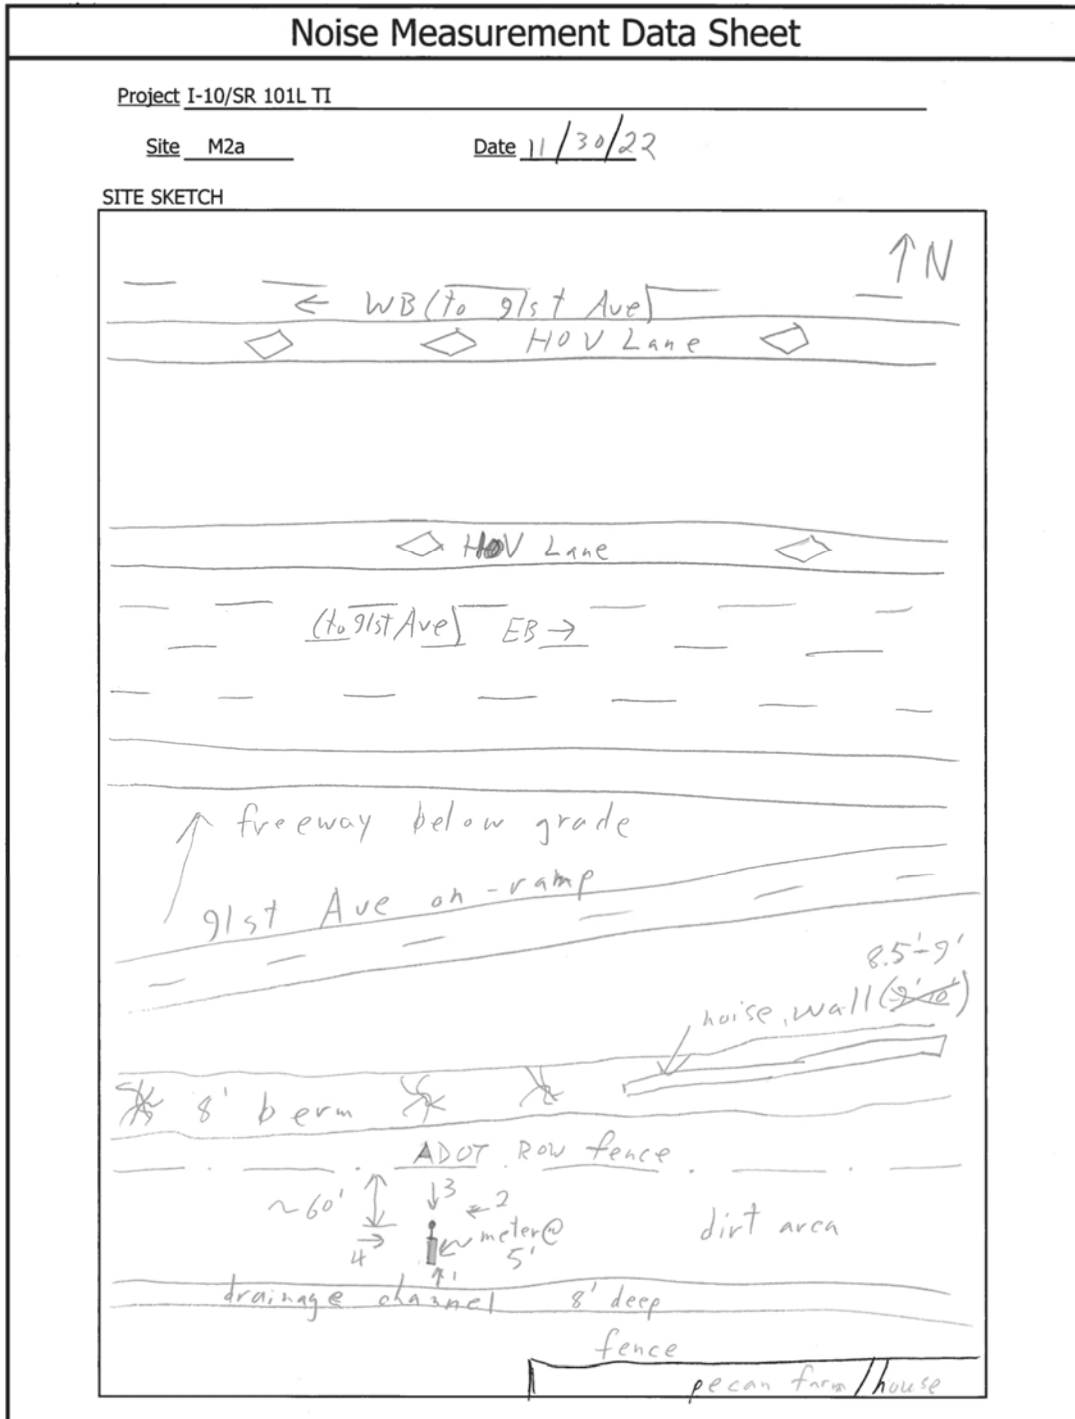 Noise Measurement Data Sheet
Project I-10/SR 101L TI
Site M2a Date 11/30/22
SITE SKETCH
↑ N
← WB (to 91st Ave)
HOV Lane
HOV Lane
(to 91st Ave) EB →
freeway below grade
91st Ave on-ramp
8.5'-9'
noise wall (9'-10')
8' berm
ADOT ROW fence
~60' ↓3 ←2
dirt area
4→ meter@
5'
↑1
drainage channel 8' deep
fence
pecan farm/house